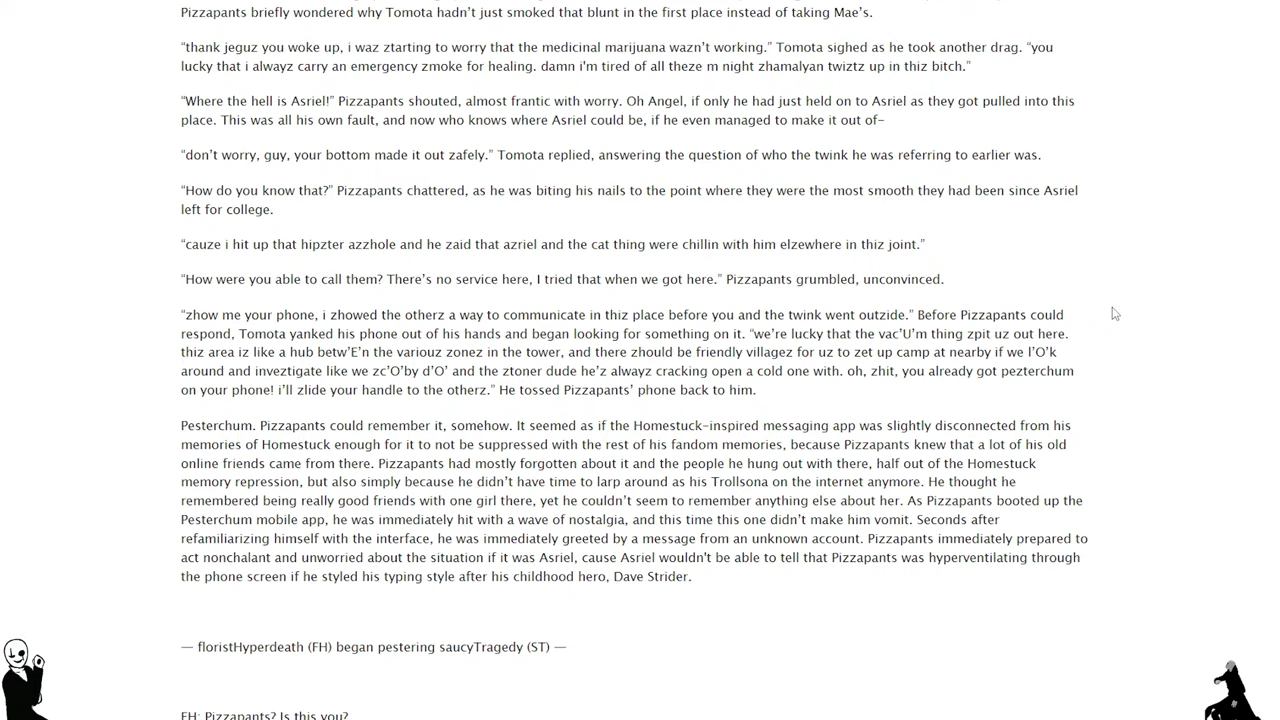 Pizzapants briefly wondered why Tomota hadn't just smoked that blunt in the first place instead of taking Mae's.
“thank jeguz you woke up, i waz ztarting to worry that the medicinal marijuana wazn't working.” Tomota sighed as he took another drag. “you
lucky that i alwayz carry an emergency zmoke for healing. damn i'm tired of all theze m night zhamalyan twiztz up in thiz bitch.”
“Where the hell is Asriel!” Pizzapants shouted, almost frantic with worry. Oh Angel, if only he had just held on to Asriel as they got pulled into this
place. This was all his own fault, and now who knows where Asriel could be, if he even managed to make it out of–
“don't worry, guy, your bottom made it out zafely.” Tomota replied, answering the question of who the twink he was referring to earlier was.
“How do you know that?” Pizzapants chattered, as he was biting his nails to the point where they were the most smooth they had been since Asriel
left for college.
“cauze i hit up that hipzter azzhole and he zaid that azriel and the cat thing were chillin with him elzewhere in thiz joint.”
“How were you able to call them? There's no service here, I tried that when we got here.” Pizzapants grumbled, unconvinced.
“zhow me your phone, i zhowed the otherz a way to communicate in thiz place before you and the twink went outzide.” Before Pizzapants could
respond, Tomota yanked his phone out of his hands and began looking for something on it. “we're lucky that the vac'U'm thing zpit uz out here.
thiz area iz like a hub betw'E'n the variouz zonez in the tower, and there zhould be friendly villagez for uz to zet up camp at nearby if we l'O'k
around and inveztigate like we zc'O'by d'O' and the ztoner dude he'z alwayz cracking open a cold one with. oh, zhit, you already got pezterchum
on your phone! i'll zlide your handle to the otherz.” He tossed Pizzapants' phone back to him.
Pesterchum. Pizzapants could remember it, somehow. It seemed as if the Homestuck-inspired messaging app was slightly disconnected from his
memories of Homestuck enough for it to not be suppressed with the rest of his fandom memories, because Pizzapants knew that a lot of his old
online friends came from there. Pizzapants had mostly forgotten about it and the people he hung out with there, half out of the Homestuck
memory repression, but also simply because he didn't have time to larp around as his Trollsona on the internet anymore. He thought he
remembered being really good friends with one girl there, yet he couldn't seem to remember anything else about her. As Pizzapants booted up the
Pesterchum mobile app, he was immediately hit with a wave of nostalgia, and this time this one didn't make him vomit. Seconds after
refamiliarizing himself with the interface, he was immediately greeted by a message from an unknown account. Pizzapants immediately prepared to
act nonchalant and unworried about the situation if it was Asriel, cause Asriel wouldn't be able to tell that Pizzapants was hyperventilating through
the phone screen if he styled his typing style after his childhood hero, Dave Strider.
— floristHyperdeath (FH) began pestering saucyTragedy (ST) —
FH: Pizzapants? Is this you?